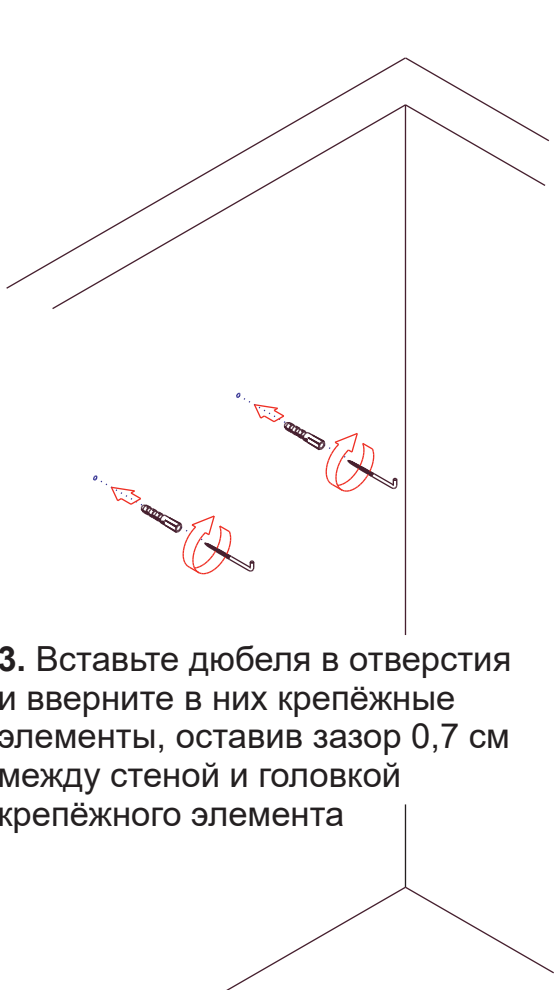 3. Вставьте дюбеля в отверстия
и вверните в них крепёжные
элементы, оставив зазор 0,7 см
между стеной и головкой
крепёжного элемента